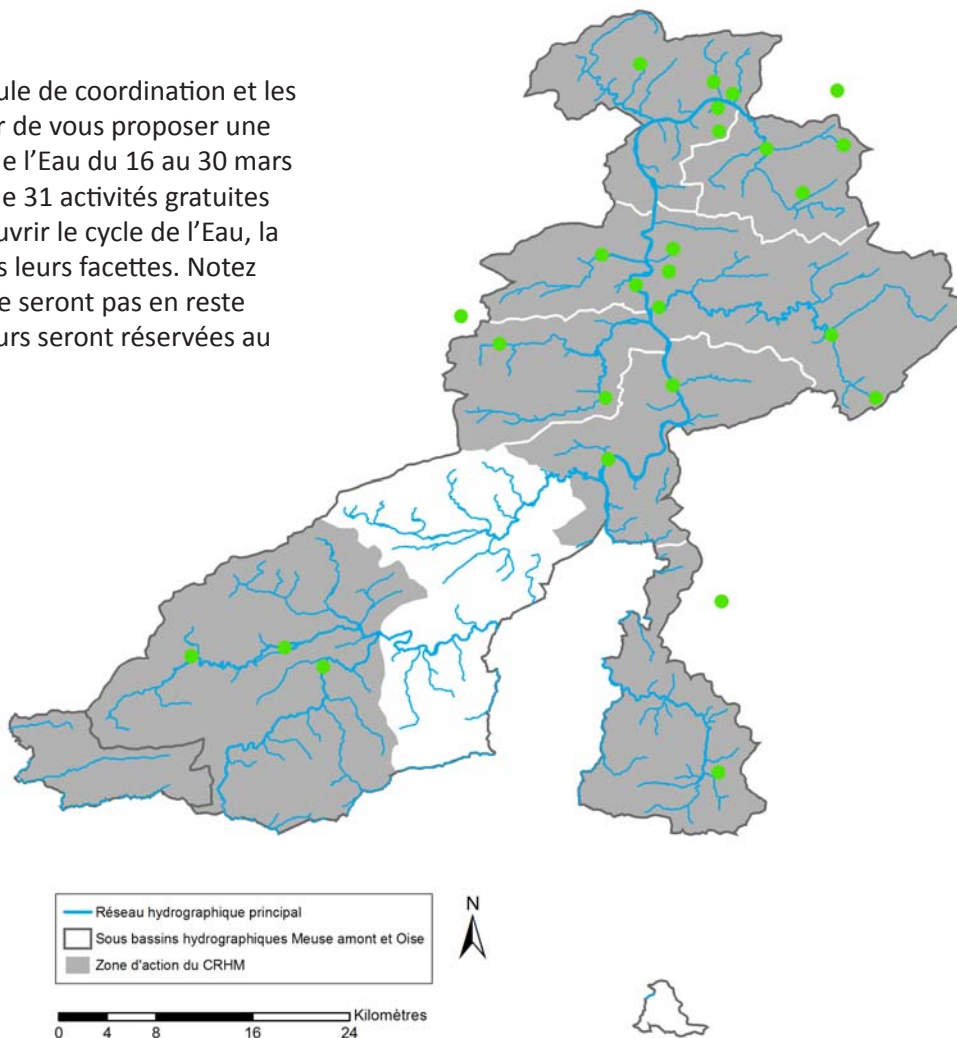 ule de coordination et les
r de vous proposer une
e l'Eau du 16 au 30 mars
e 31 activités gratuites
uvrir le cycle de l'Eau, la
s leurs facettes. Notez
e seront pas en reste
urs seront réservées au
Réseau hydrographique principal
Sous bassins hydrographiques Meuse amont et Oise
Zone d'action du CRHM
N
Kilomètres
0 4 8 16 24